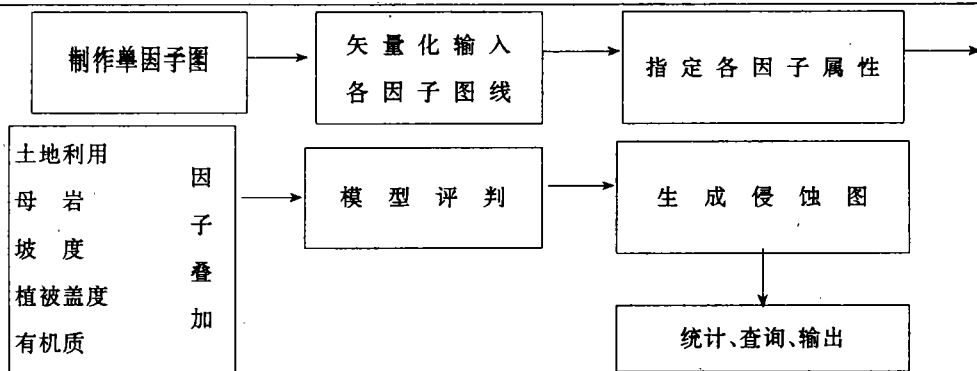 制作单因子图
矢量化输入
各因子图线
指定各因子属性
土地利用
母岩
坡度
植被盖度
有机质
因
子
叠
加
模型评判
生成侵蚀图
统计、查询、输出